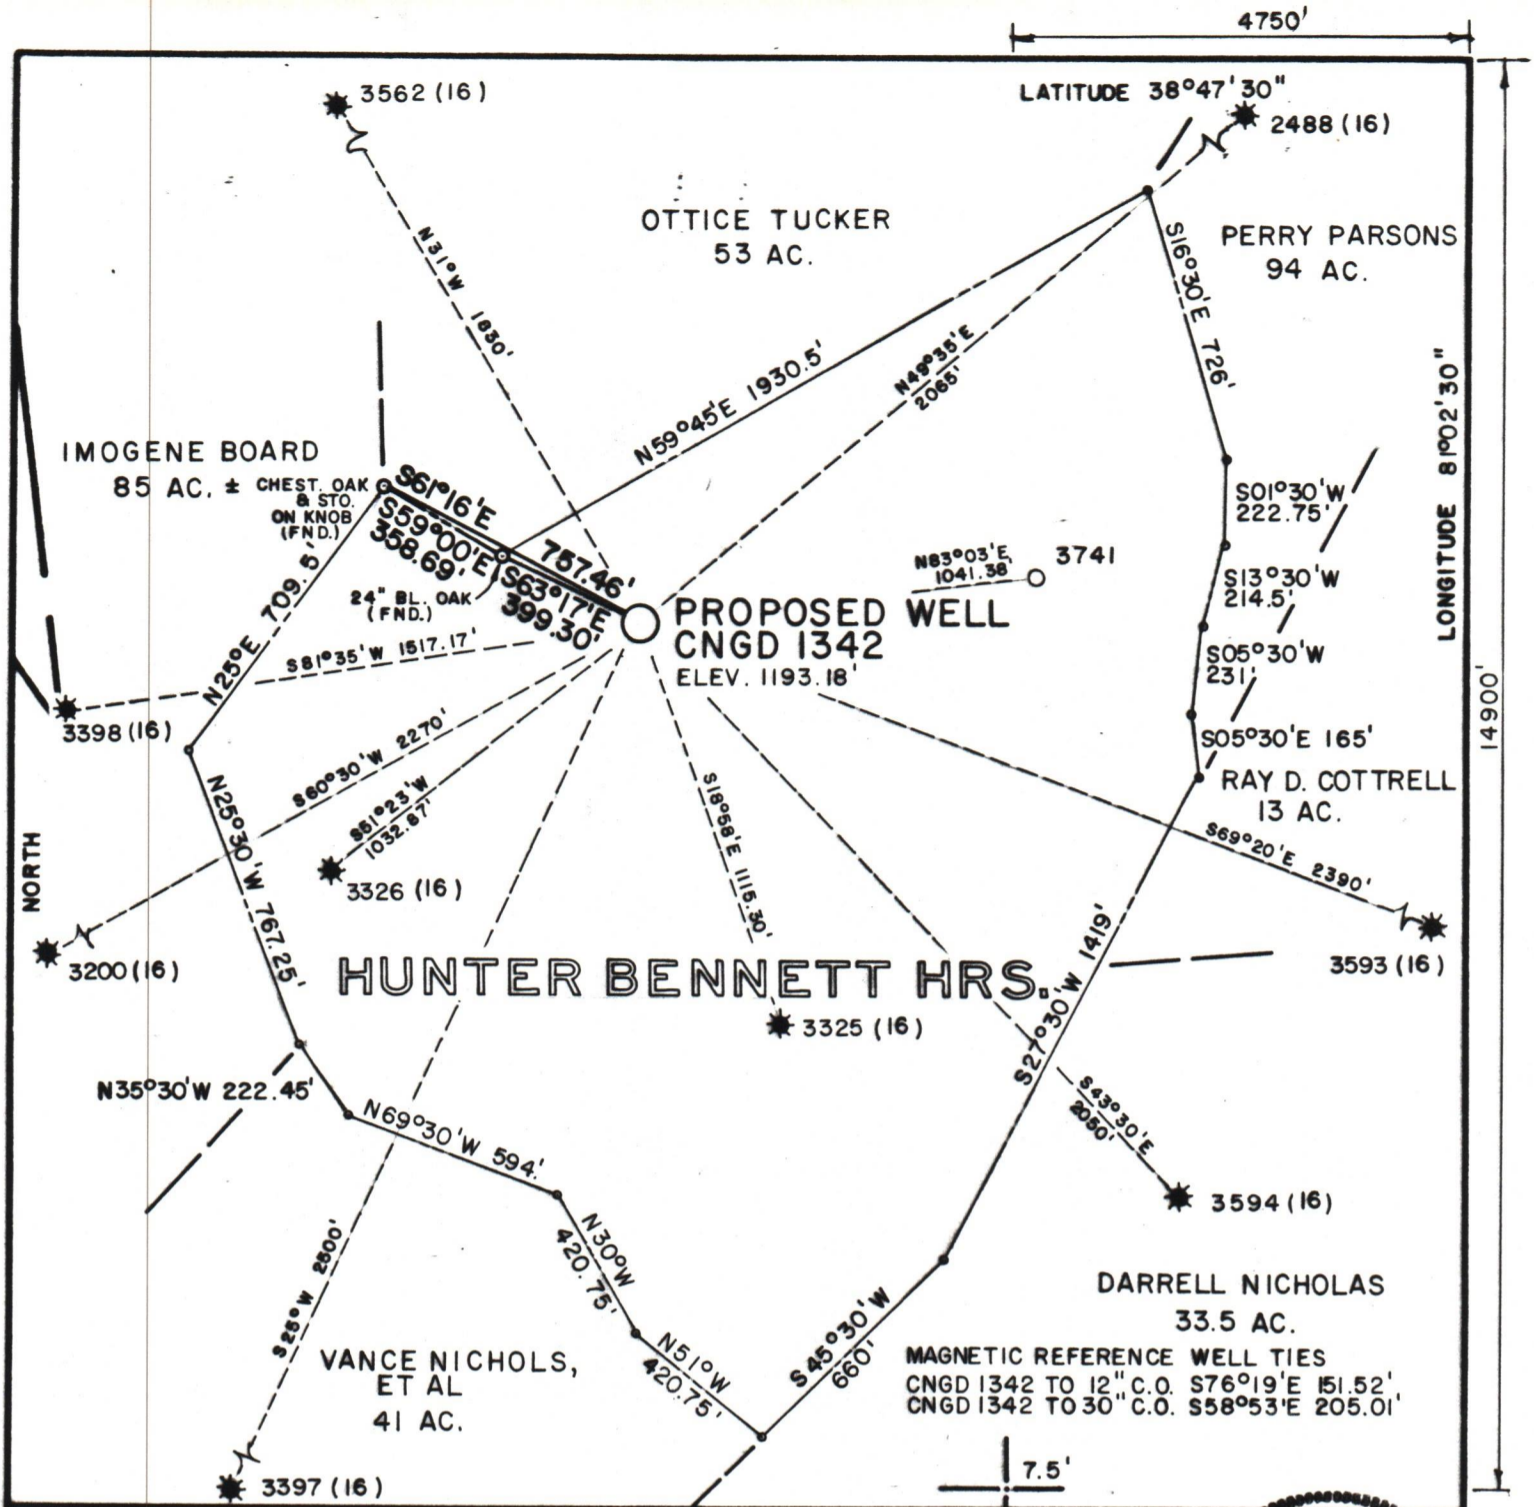 4750'
3562 (16)
LATITUDE 38°47'30"
2488 (16)
OTTICE TUCKER
53 AC.
PERRY PARSONS
94 AC.
N31°W 1830'
S16°30'E 726'
N49°35'E
2065'
N59°45'E 1930.5'
LONGITUDE 81°02'30"
IMOGENE BOARD
85 AC. ±
CHEST. OAK
& STO.
ON KNOB
(FND.)
S61°16'E 757.46'
S59°00'E
358.69'
S63°17'E
399.30'
24" BL. OAK
(FND.)
S01°30'W
222.75'
N83°03'E
1041.38'
3741
S13°30'W
214.5'
PROPOSED WELL
CNGD 1342
ELEV. 1193.18'
N25°E 709.5'
S81°35'W 1517.17'
S05°30'W
231'
3398 (16)
S05°30'E 165'
14900'
S60°30'W 2270'
S51°23'W
1032.87'
S18°58'E 1115.30'
RAY D. COTTRELL
13 AC.
S69°20'E 2390'
NORTH
N25°30'W 767.25'
3326 (16)
3200 (16)
HUNTER BENNETT HRS.
S27°30'W 1419'
3593 (16)
3325 (16)
N35°30'W 222.45'
N69°30'W 594.'
S43°30'E
2050'
3594 (16)
N30°W
420.75'
S25°W 2500'
DARRELL NICHOLAS
33.5 AC.
S45°30'W
660'
N51°W
420.75'
VANCE NICHOLS,
ET AL
41 AC.
MAGNETIC REFERENCE WELL TIES
CNGD 1342 TO 12" C.O. S76°19'E 151.52'
CNGD 1342 TO 30" C.O. S58°53'E 205.01'
3397 (16)
7.5'